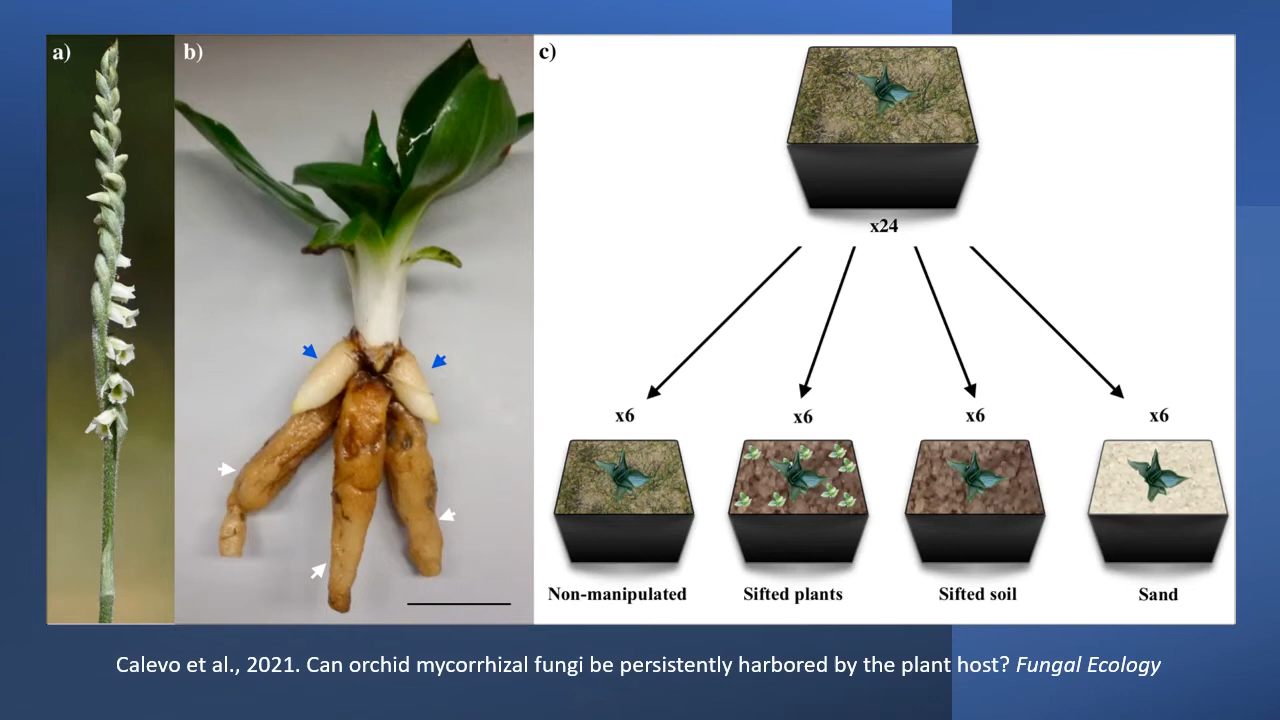 a)
b)
c)
x24
x6
x6
x6
x6
Non-manipulated
Sifted plants
Sifted soil
Sand
Calevo et al., 2021. Can orchid mycorrhizal fungi be persistently harbored by the plant host? Fungal Ecology